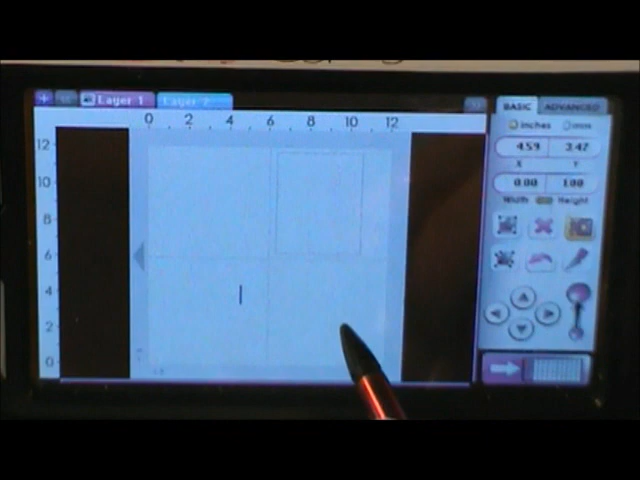 Layer 1 Layer 2
BASIC ADVANCED
0 2 4 6 8 10 12
inches mm
12
4.59 3.47
X Y
10
0.00 1.00
Width Height
8
6
4
2
0